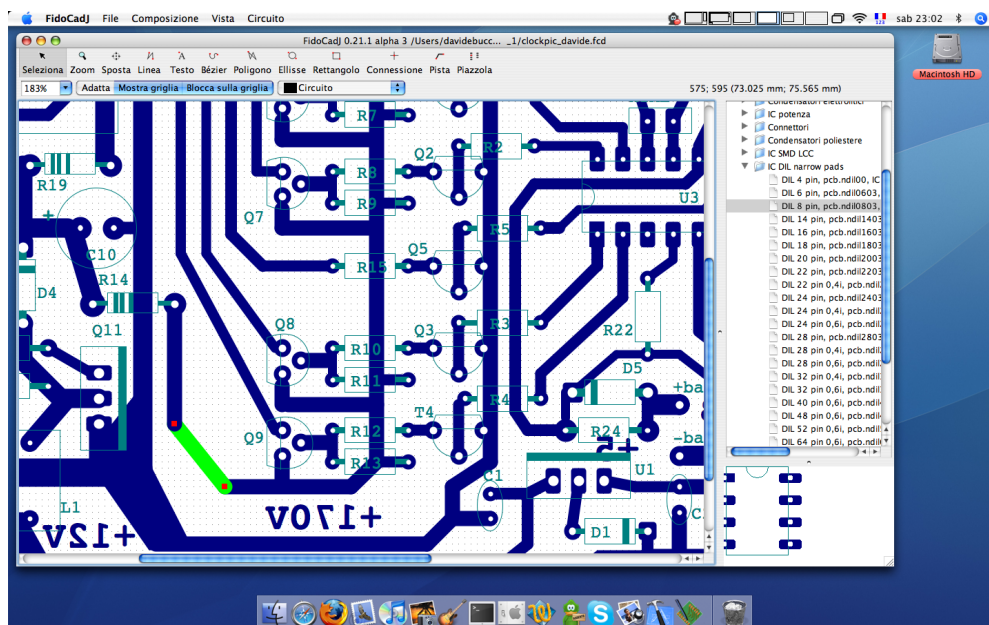 FidoCadJ File Composizione Vista Circuito sab 23:02
FidoCadJ 0.21.1 alpha 3 /Users/davidebucc... _1/clockpic_davide.fcd
Seleziona Zoom Sposta Linea Testo Bézier Poligono Ellisse Rettangolo Connessione Pista Piazzola
183% Adatta Mostra griglia Blocca sulla griglia Circuito 575; 595 (73.025 mm; 75.565 mm)
Macintosh HD
Condensatori elettrolitici
IC potenza
Connettori
Condensatori poliestere
IC SMD LCC
IC DIL narrow pads
DIL 4 pin, pcb.ndil00, IC
DIL 6 pin, pcb.ndil0603,
DIL 8 pin, pcb.ndil0803,
DIL 14 pin, pcb.ndil1403
DIL 16 pin, pcb.ndil1603
DIL 18 pin, pcb.ndil1803
DIL 20 pin, pcb.ndil2003
DIL 22 pin, pcb.ndil2203
DIL 22 pin 0,4i, pcb.ndil
DIL 24 pin, pcb.ndil2403
DIL 24 pin 0,4i, pcb.ndil
DIL 24 pin 0,6i, pcb.ndil
DIL 28 pin, pcb.ndil2803
DIL 28 pin 0,4i, pcb.ndil
DIL 28 pin 0,6i, pcb.ndil
DIL 32 pin 0,4i, pcb.ndil
DIL 32 pin 0,6i, pcb.ndil
DIL 40 pin 0,6i, pcb.ndil
DIL 48 pin 0,6i, pcb.ndil
DIL 52 pin 0,6i, pcb.ndil
DIL 64 pin 0,6i, pcb.ndil
R7
R2
Q2
R8
R19
R9
U3
Q7
R5
C10
Q5
R15
R14
D4
Q11
Q8
Q3
R3
R22
R10
R11
D5
+ba
R4
T4
Q9
R12
R24
-ba
R13
U1
C1
L1
+170V
C
+12V
D1